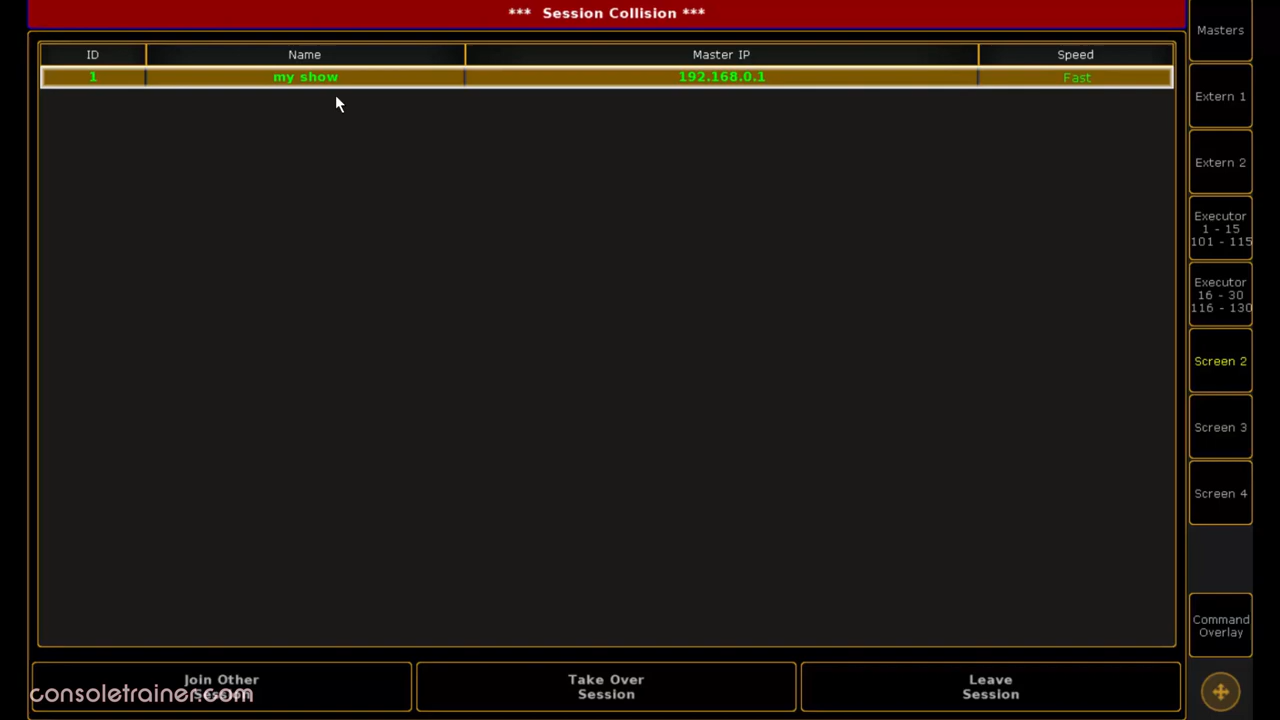 *** Session Collision ***
ID Name Master IP Speed
1 my show 192.168.0.1 Fast
Masters
Extern 1
Extern 2
Executor
1 - 15
101 - 115
Executor
16 - 30
116 - 130
Screen 2
Screen 3
Screen 4
Command
Overlay
Join Other
Session
consoletrainer.com
Take Over
Session
Leave
Session